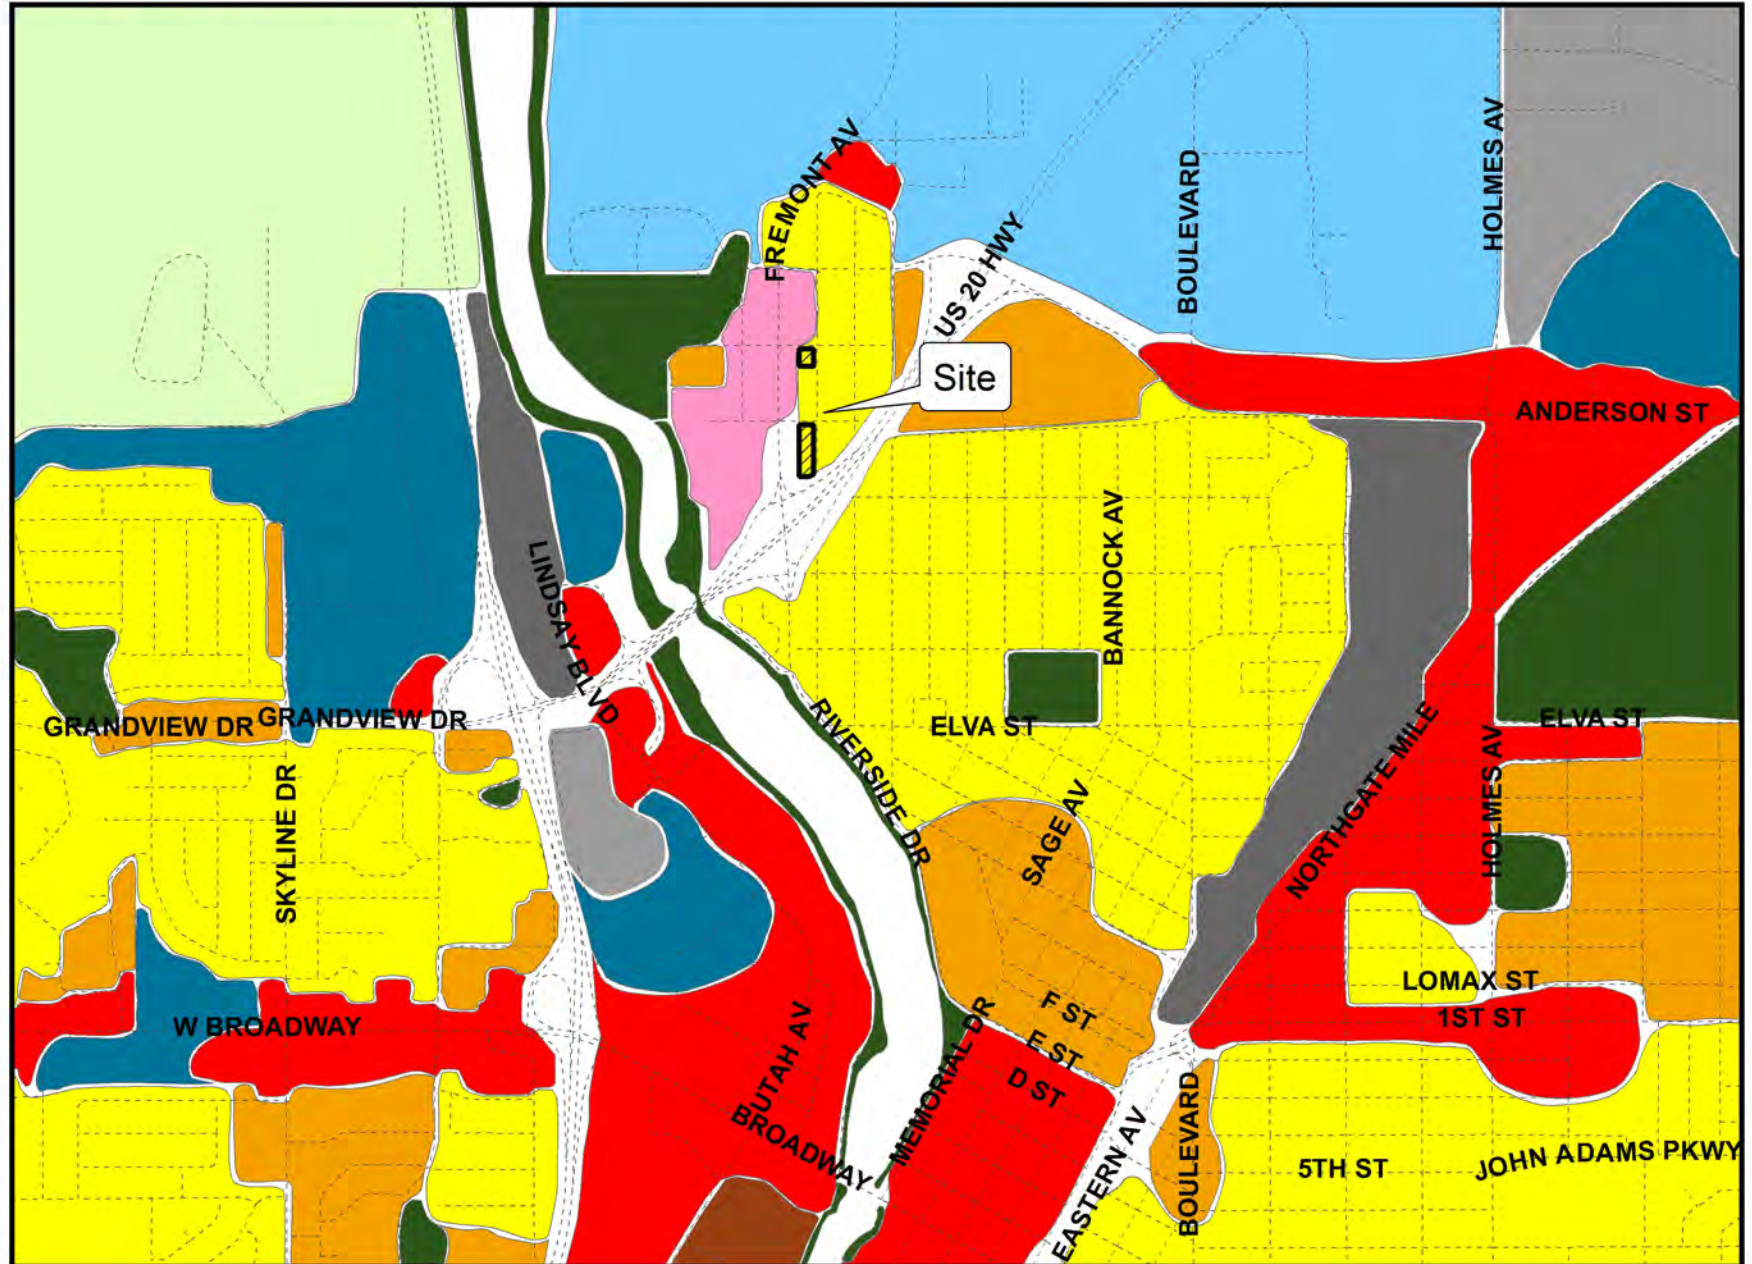 FREMONT AV
HOLMES AV
BOULEVARD
US 20 HWY
Site
ANDERSON ST
LINDSAY BLVD
BANNOCK AV
GRANDVIEW DR
GRANDVIEW DR
RIVERSIDE DR
ELVA ST
ELVA ST
SKYLINE DR
SAGE AV
NORTHGATE MILE
HOLMES AV
LOMAX ST
1ST ST
F ST
E ST
D ST
W BROADWAY
UTAH AV
BROADWAY
MEMORIAL DR
EASTERN AV
BOULEVARD
5TH ST
JOHN ADAMS PKWY